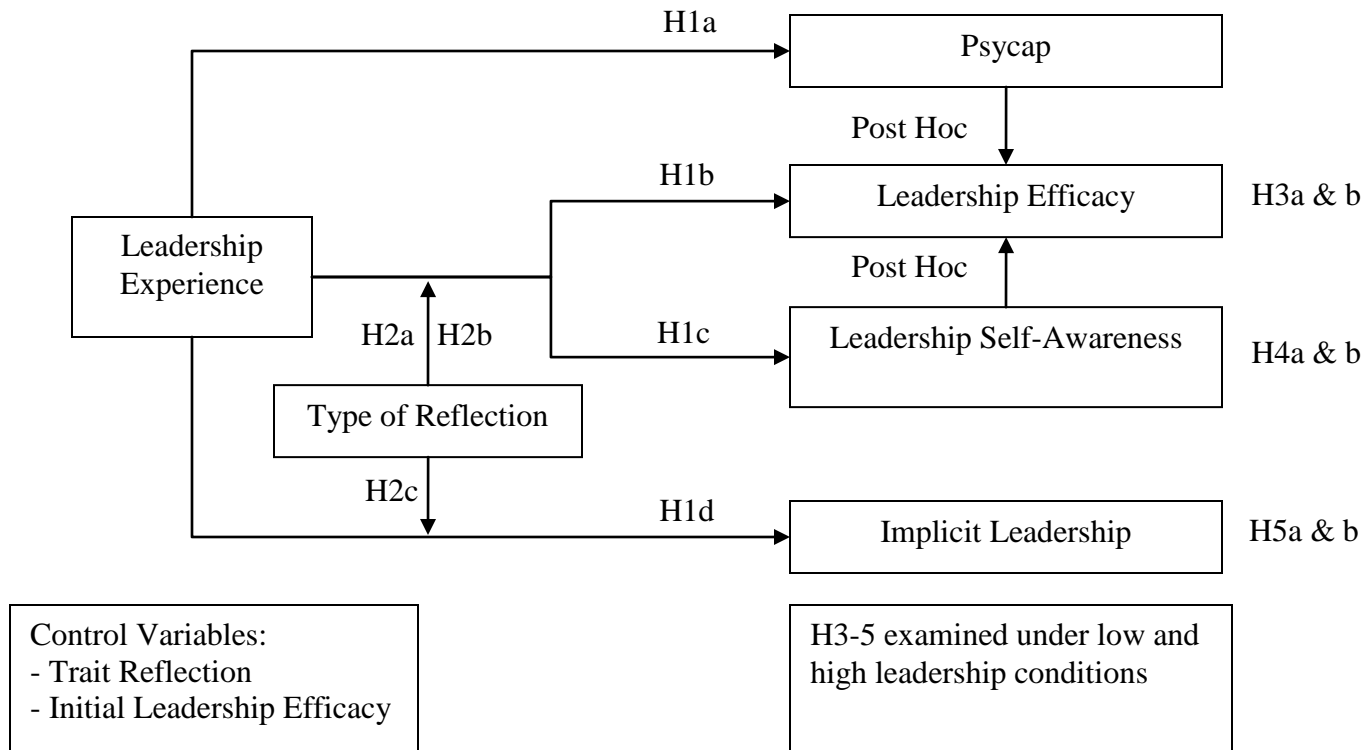 H1a
Psycap
Post Hoc
H1b
Leadership Efficacy
H3a & b
Leadership
Experience
Post Hoc
H2a
H2b
H1c
Leadership Self-Awareness
H4a & b
Type of Reflection
H2c
H1d
Implicit Leadership
H5a & b
Control Variables:
- Trait Reflection
- Initial Leadership Efficacy
H3-5 examined under low and
high leadership conditions